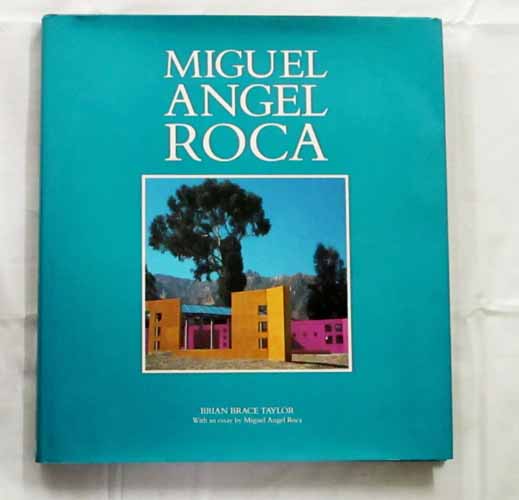 MIGUEL
ANGEL
ROCA
BRIAN BRACE TAYLOR
With an essay by Miguel Angel Roca